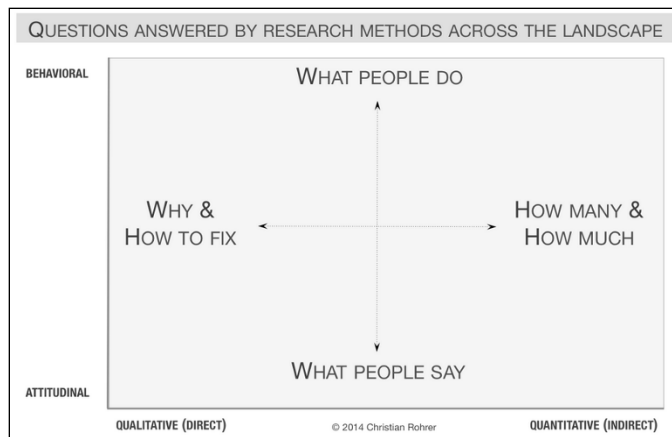 QUESTIONS ANSWERED BY RESEARCH METHODS ACROSS THE LANDSCAPE
BEHAVIORAL
WHAT PEOPLE DO
WHY &
HOW TO FIX
HOW MANY &
HOW MUCH
WHAT PEOPLE SAY
ATTITUDINAL
QUALITATIVE (DIRECT)
© 2014 Christian Rohrer
QUANTITATIVE (INDIRECT)